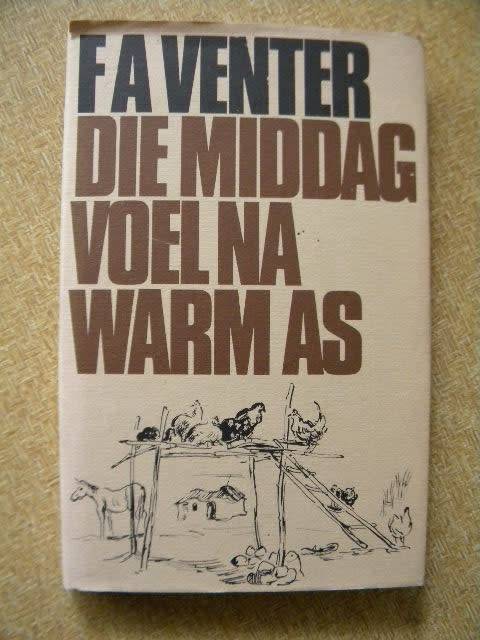 F A VENTER
DIE MIDDAG
VOEL NA
WARM AS